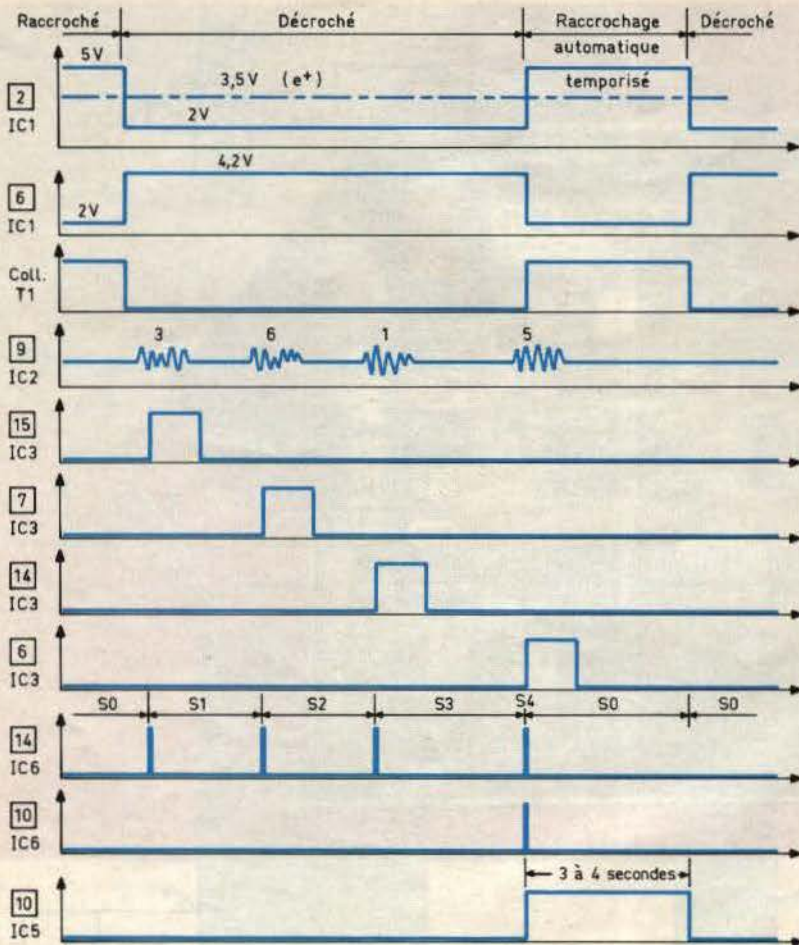 Raccroché Décroché Raccrochage automatique temporisé Décroché
5V
3,5V (e+)
2V
2
IC1
4,2V
2V
6
IC1
Coll.
T1
3 6 1 5
9
IC2
15
IC3
7
IC3
14
IC3
6
IC3
S0 S1 S2 S3 S4 S0 S0
14
IC6
10
IC6
3 à 4 secondes
10
IC5